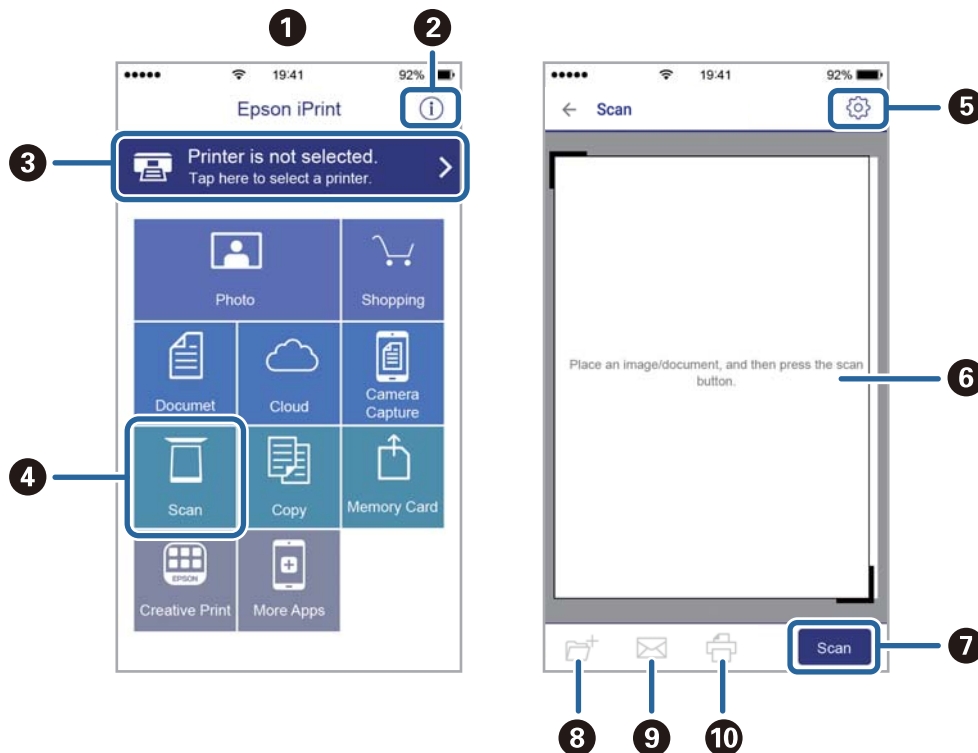 1
2
••••• 19:41 92%
Epson iPrint
i
3
Printer is not selected.
Tap here to select a printer.
Photo
Shopping
Documet
Cloud
Camera
Capture
4
Scan
Copy
Memory Card
EPSON
Creative Print
More Apps
••••• 19:41 92%
← Scan
5
Place an image/document, and then press the scan
button.
6
Scan
7
8
9
10